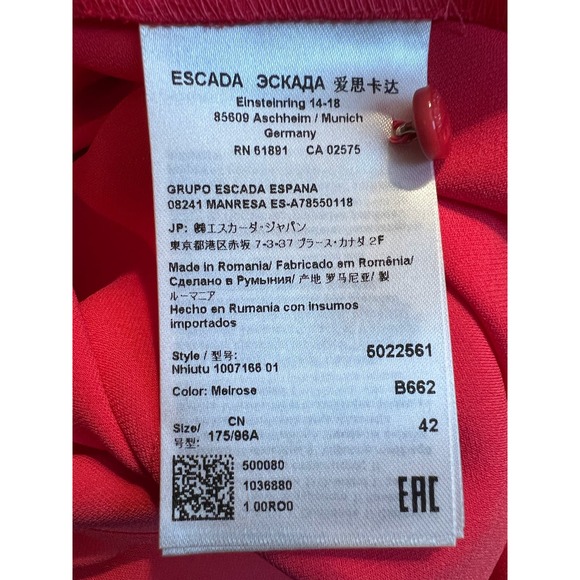 ESCADA ЭСКАДА 爱思卡达
Einsteinring 14-18
85609 Aschheim / Munich
Germany
RN 61891 CA 02575
GRUPO ESCADA ESPANA
08241 MANRESA ES-A78550118
JP: ㈱エスカーダ・ジャパン
東京都港区赤坂 7-3-37 プラース・カナダ 2F
Made in Romania/ Fabricado em Romênia/
Сделано в Румыния/ 产地 罗马尼亚/ 製
ルーマニア
Hecho en Rumania con insumos
importados
Style / 型号: 5022561
Nhiutu 1007166 01
Color: Melrose B662
Size/ CN 42
号型: 175/96A
500080
1036880
1 00RO0
EAC